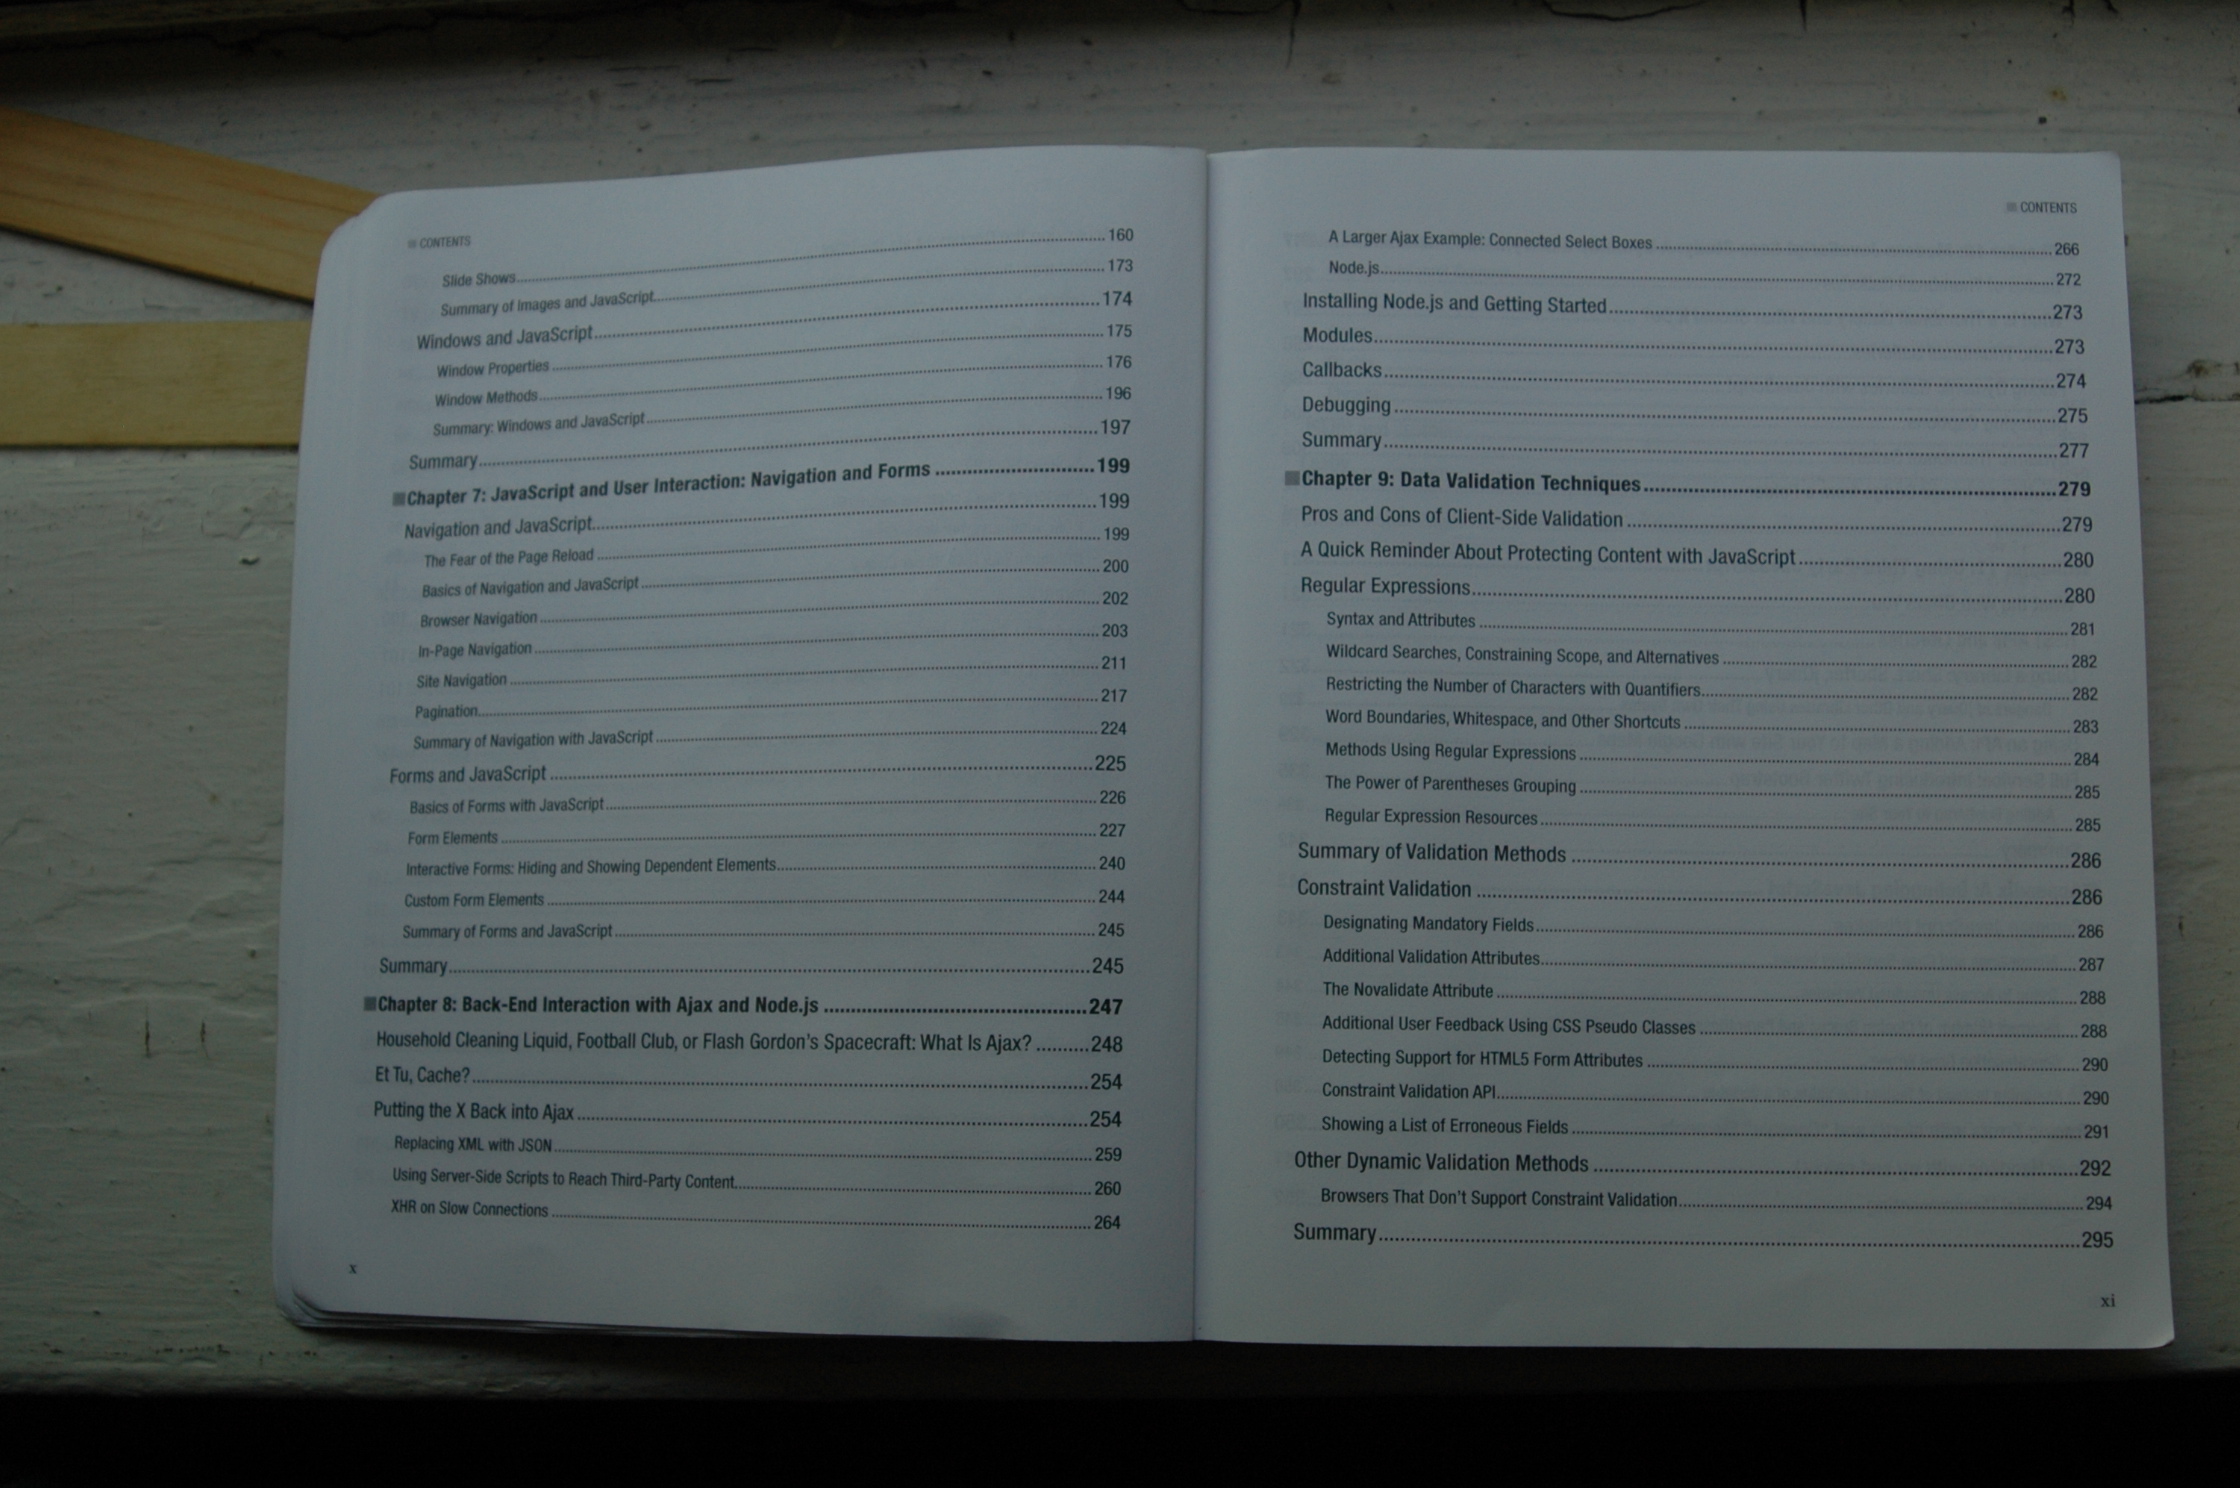 CONTENTS
Slide Shows 160
Summary of Images and JavaScript 173
Windows and JavaScript 174
Window Properties 175
Window Methods 176
Summary: Windows and JavaScript 196
Summary 197
Chapter 7: JavaScript and User Interaction: Navigation and Forms 199
Navigation and JavaScript 199
The Fear of the Page Reload 199
Basics of Navigation and JavaScript 200
Browser Navigation 202
In-Page Navigation 203
Site Navigation 211
Pagination 217
Summary of Navigation with JavaScript 224
Forms and JavaScript 225
Basics of Forms with JavaScript 226
Form Elements 227
Interactive Forms: Hiding and Showing Dependent Elements 240
Custom Form Elements 244
Summary of Forms and JavaScript 245
Summary 245
Chapter 8: Back-End Interaction with Ajax and Node.js 247
Household Cleaning Liquid, Football Club, or Flash Gordon's Spacecraft: What Is Ajax? 248
Et Tu, Cache? 254
Putting the X Back into Ajax 254
Replacing XML with JSON 259
Using Server-Side Scripts to Reach Third-Party Content 260
XHR on Slow Connections 264
x
CONTENTS
A Larger Ajax Example: Connected Select Boxes 266
Node.js 272
Installing Node.js and Getting Started 273
Modules 273
Callbacks 274
Debugging 275
Summary 277
Chapter 9: Data Validation Techniques 279
Pros and Cons of Client-Side Validation 279
A Quick Reminder About Protecting Content with JavaScript 280
Regular Expressions 280
Syntax and Attributes 281
Wildcard Searches, Constraining Scope, and Alternatives 282
Restricting the Number of Characters with Quantifiers 282
Word Boundaries, Whitespace, and Other Shortcuts 283
Methods Using Regular Expressions 284
The Power of Parentheses Grouping 285
Regular Expression Resources 285
Summary of Validation Methods 286
Constraint Validation 286
Designating Mandatory Fields 286
Additional Validation Attributes 287
The Novalidate Attribute 288
Additional User Feedback Using CSS Pseudo Classes 288
Detecting Support for HTML5 Form Attributes 290
Constraint Validation API 290
Showing a List of Erroneous Fields 291
Other Dynamic Validation Methods 292
Browsers That Don't Support Constraint Validation 294
Summary 295
xi